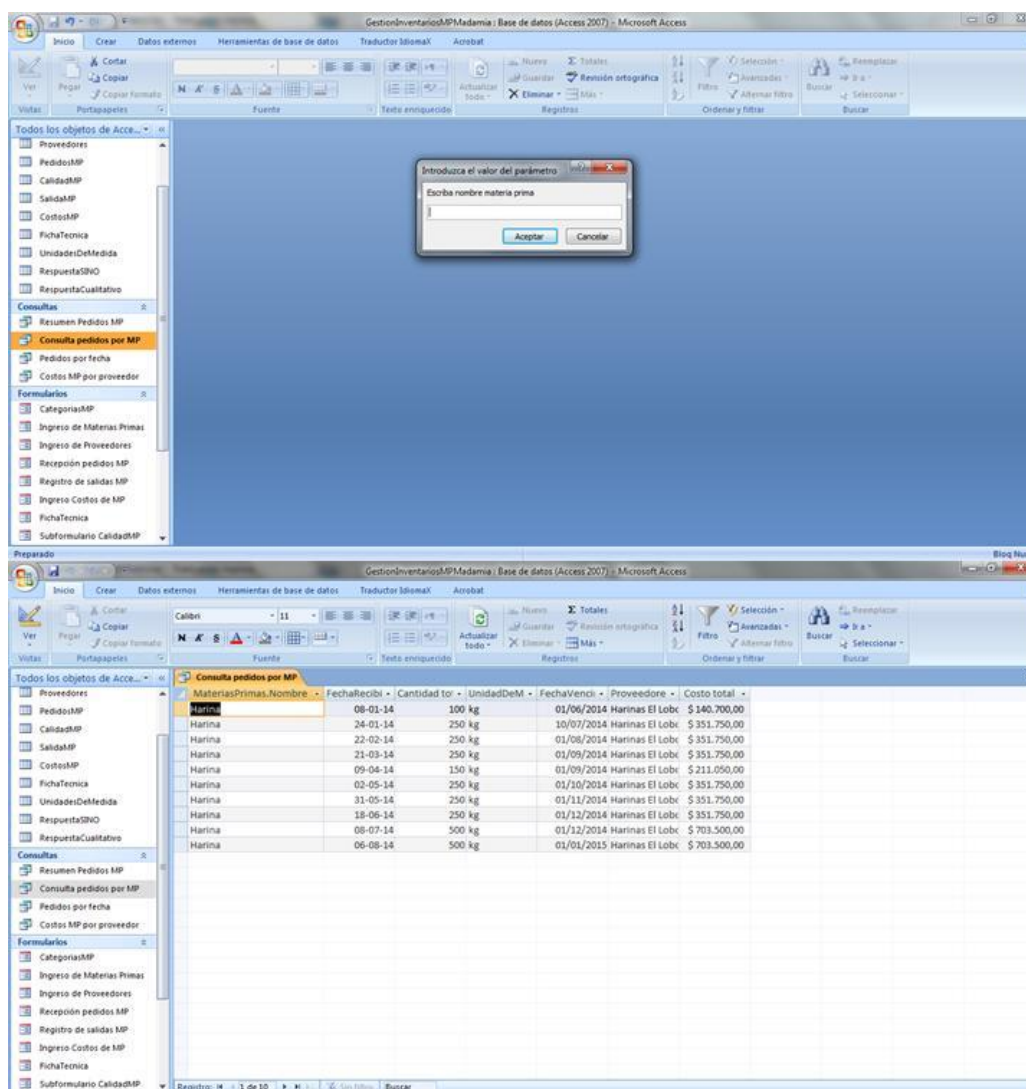 GestionInventariosMPMadamia : Base de datos (Access 2007) - Microsoft Access
Inicio Crear Datos externos Herramientas de base de datos Traductor IdiomaX Acrobat
Ver
Pegar
Cortar
Copiar
Copiar formato
N K S
Actualizar todo
Nuevo
Guardar
Eliminar
Totales
Revisión ortográfica
Más
Filtro
Selección
Avanzadas
Alternar filtro
Buscar
Reemplazar
Ir a
Seleccionar
Vistas Portapapeles Fuente Texto enriquecido Registros Ordenar y filtrar Buscar
Todos los objetos de Acce...
Proveedores
PedidosMP
CalidadMP
SalidaMP
CostosMP
FichaTecnica
UnidadesDeMedida
RespuestaSINO
RespuestaCualitativo
Consultas
Resumen Pedidos MP
Consulta pedidos por MP
Pedidos por fecha
Costos MP por proveedor
Formularios
CategoriasMP
Ingreso de Materias Primas
Ingreso de Proveedores
Recepción pedidos MP
Registro de salidas MP
Ingreso Costos de MP
FichaTecnica
Subformulario CalidadMP
Introduzca el valor del parámetro
Escriba nombre materia prima
Aceptar Cancelar
Preparado Bloq Nu
GestionInventariosMPMadamia : Base de datos (Access 2007) - Microsoft Access
Inicio Crear Datos externos Herramientas de base de datos Traductor IdiomaX Acrobat
Ver
Pegar
Cortar
Copiar
Copiar formato
Calibri 11
N K S
Actualizar todo
Nuevo
Guardar
Eliminar
Totales
Revisión ortográfica
Más
Filtro
Selección
Avanzadas
Alternar filtro
Buscar
Reemplazar
Ir a
Seleccionar
Vistas Portapapeles Fuente Texto enriquecido Registros Ordenar y filtrar Buscar
Todos los objetos de Acce...
Proveedores
PedidosMP
CalidadMP
SalidaMP
CostosMP
FichaTecnica
UnidadesDeMedida
RespuestaSINO
RespuestaCualitativo
Consultas
Resumen Pedidos MP
Consulta pedidos por MP
Pedidos por fecha
Costos MP por proveedor
Formularios
CategoriasMP
Ingreso de Materias Primas
Ingreso de Proveedores
Recepción pedidos MP
Registro de salidas MP
Ingreso Costos de MP
FichaTecnica
Subformulario CalidadMP
Consulta pedidos por MP
MateriasPrimas.Nombre FechaRecibi Cantidad to UnidadDeM FechaVenci Proveedore Costo total
Harina 08-01-14 100 kg 01/06/2014 Harinas El Lobo $ 140.700,00
Harina 24-01-14 250 kg 10/07/2014 Harinas El Lobo $ 351.750,00
Harina 22-02-14 250 kg 01/08/2014 Harinas El Lobo $ 351.750,00
Harina 21-03-14 250 kg 01/09/2014 Harinas El Lobo $ 351.750,00
Harina 09-04-14 150 kg 01/09/2014 Harinas El Lobo $ 211.050,00
Harina 02-05-14 250 kg 01/10/2014 Harinas El Lobo $ 351.750,00
Harina 31-05-14 250 kg 01/11/2014 Harinas El Lobo $ 351.750,00
Harina 18-06-14 250 kg 01/12/2014 Harinas El Lobo $ 351.750,00
Harina 08-07-14 500 kg 01/12/2014 Harinas El Lobo $ 703.500,00
Harina 06-08-14 500 kg 01/01/2015 Harinas El Lobo $ 703.500,00
Registro: 1 de 10 Sin filtro Buscar